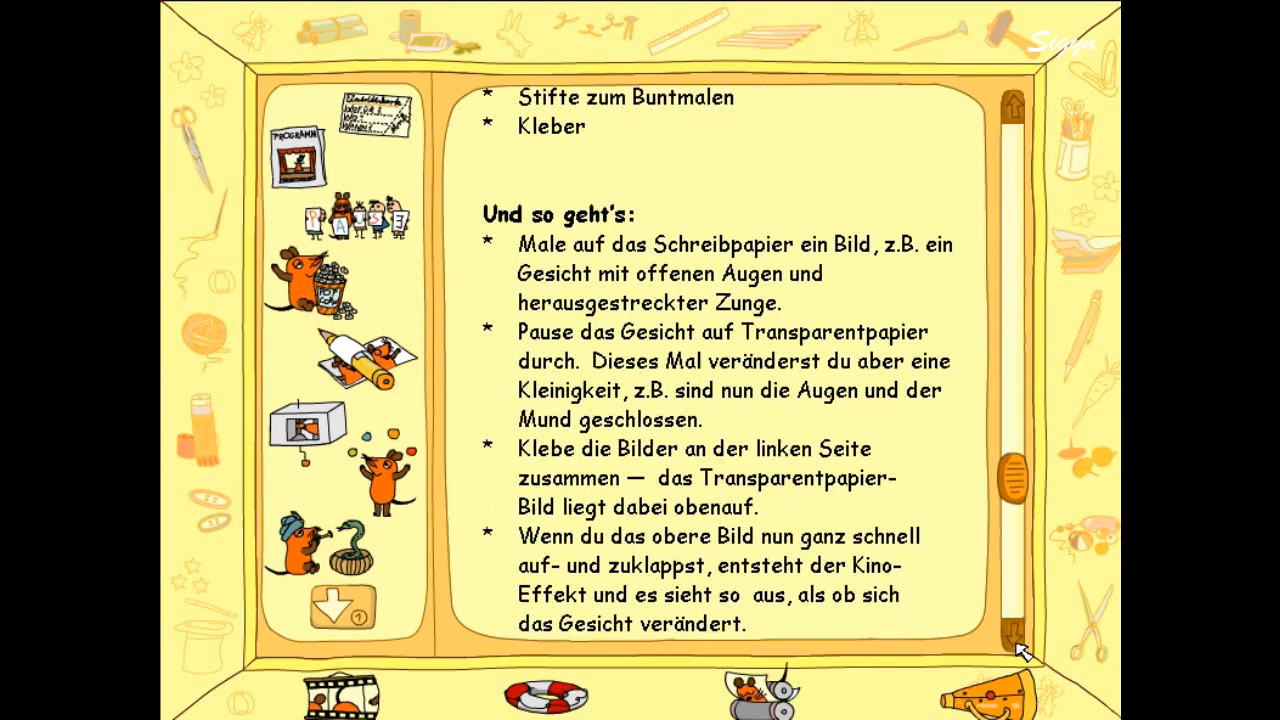 Sigyn
* Stifte zum Buntmalen
* Kleber
PROGRAMM
PAUSE
POP
CORN
Und so geht's:
* Male auf das Schreibpapier ein Bild, z.B. ein
Gesicht mit offenen Augen und
herausgestreckter Zunge.
* Pause das Gesicht auf Transparentpapier
durch. Dieses Mal veränderst du aber eine
Kleinigkeit, z.B. sind nun die Augen und der
Mund geschlossen.
* Klebe die Bilder an der linken Seite
zusammen — das Transparentpapier-
Bild liegt dabei obenauf.
* Wenn du das obere Bild nun ganz schnell
auf- und zuklappst, entsteht der Kino-
Effekt und es sieht so aus, als ob sich
das Gesicht verändert.
1